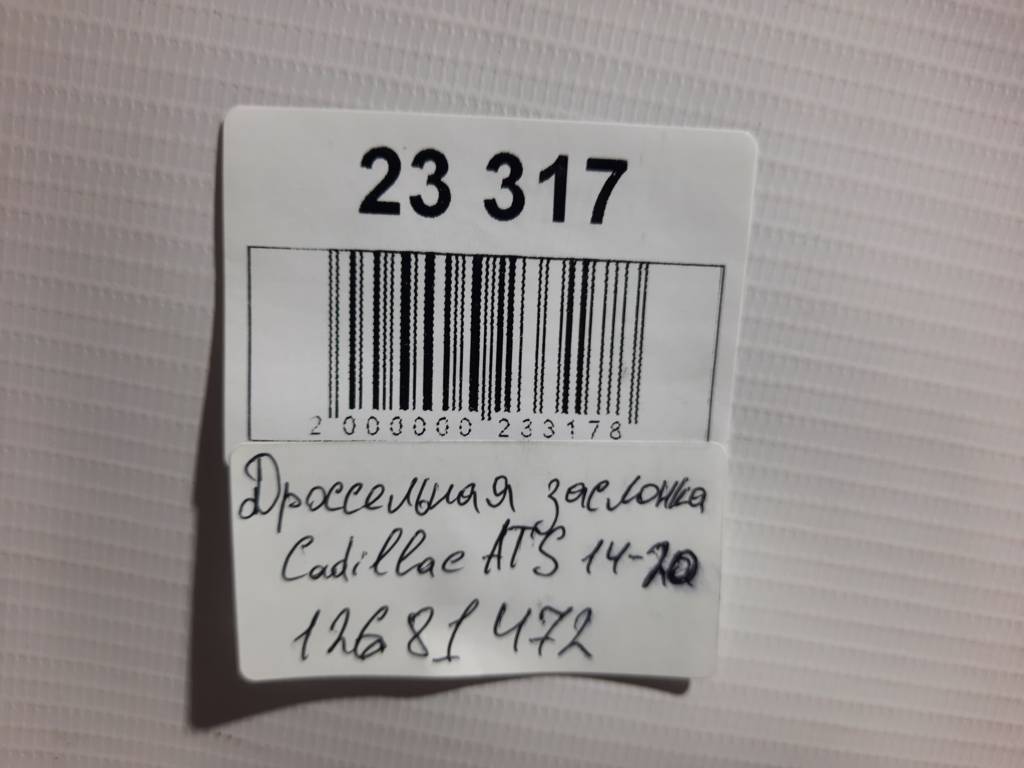 23 317
2 000000 233178
Дроссельная заслонка
Cadillac ATS 14-20
12681472